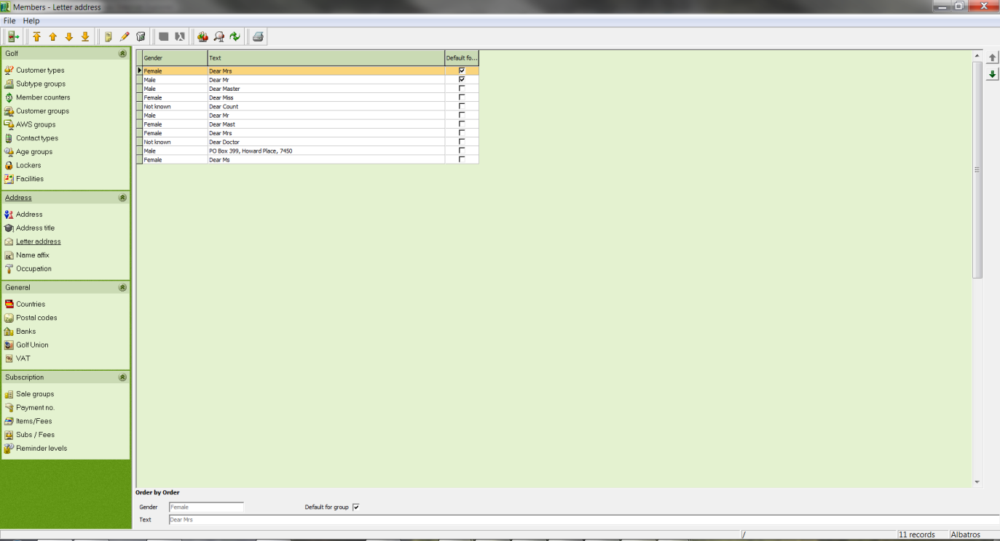 Members - Letter address
File Help
Golf
Customer types
Subtype groups
Member counters
Customer groups
AWS groups
Contact types
Age groups
Lockers
Facilities
Address
Address
Address title
Letter address
Name affix
Occupation
General
Countries
Postal codes
Banks
Golf Union
VAT
Subscription
Sale groups
Payment no.
Items/Fees
Subs / Fees
Reminder levels
Gender Text Default fo...
Female Dear Mrs
Male Dear Mr
Male Dear Master
Female Dear Miss
Not known Dear Count
Male Dear Mr
Female Dear Mast
Female Dear Mrs
Not known Dear Doctor
Male PO Box 399, Howard Place, 7450
Female Dear Ms
Order by Order
Gender Female Default for group
Text Dear Mrs
/ 11 records Albatros